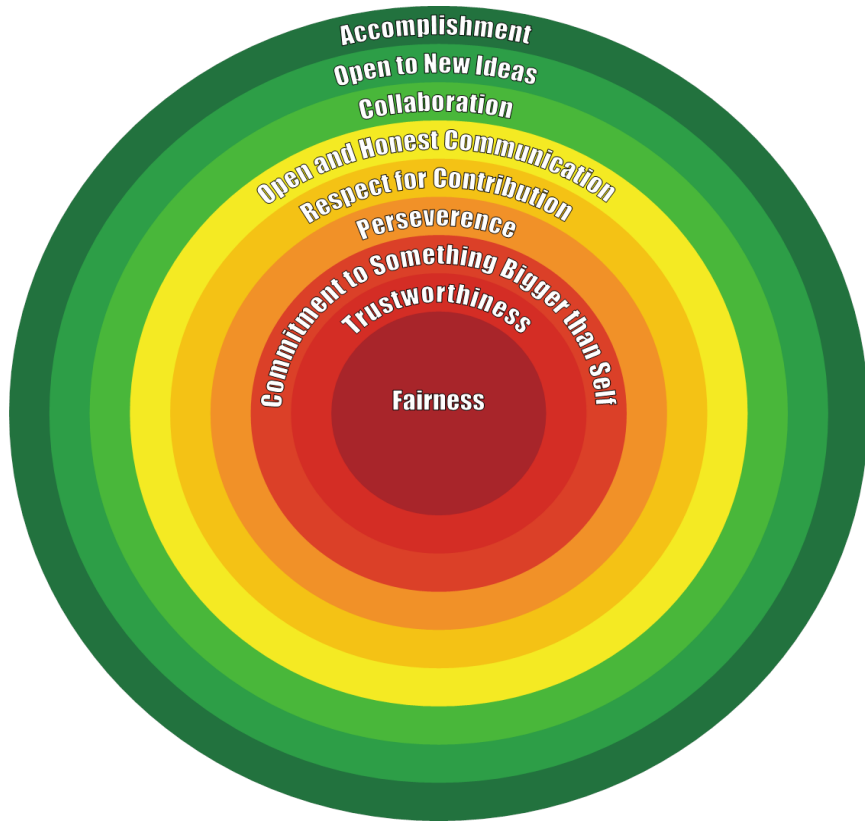 Accomplishment
Open to New Ideas
Collaboration
Open and Honest Communication
Respect for Contribution
Perseverence
Commitment to Something Bigger than Self
Trustworthiness
Fairness